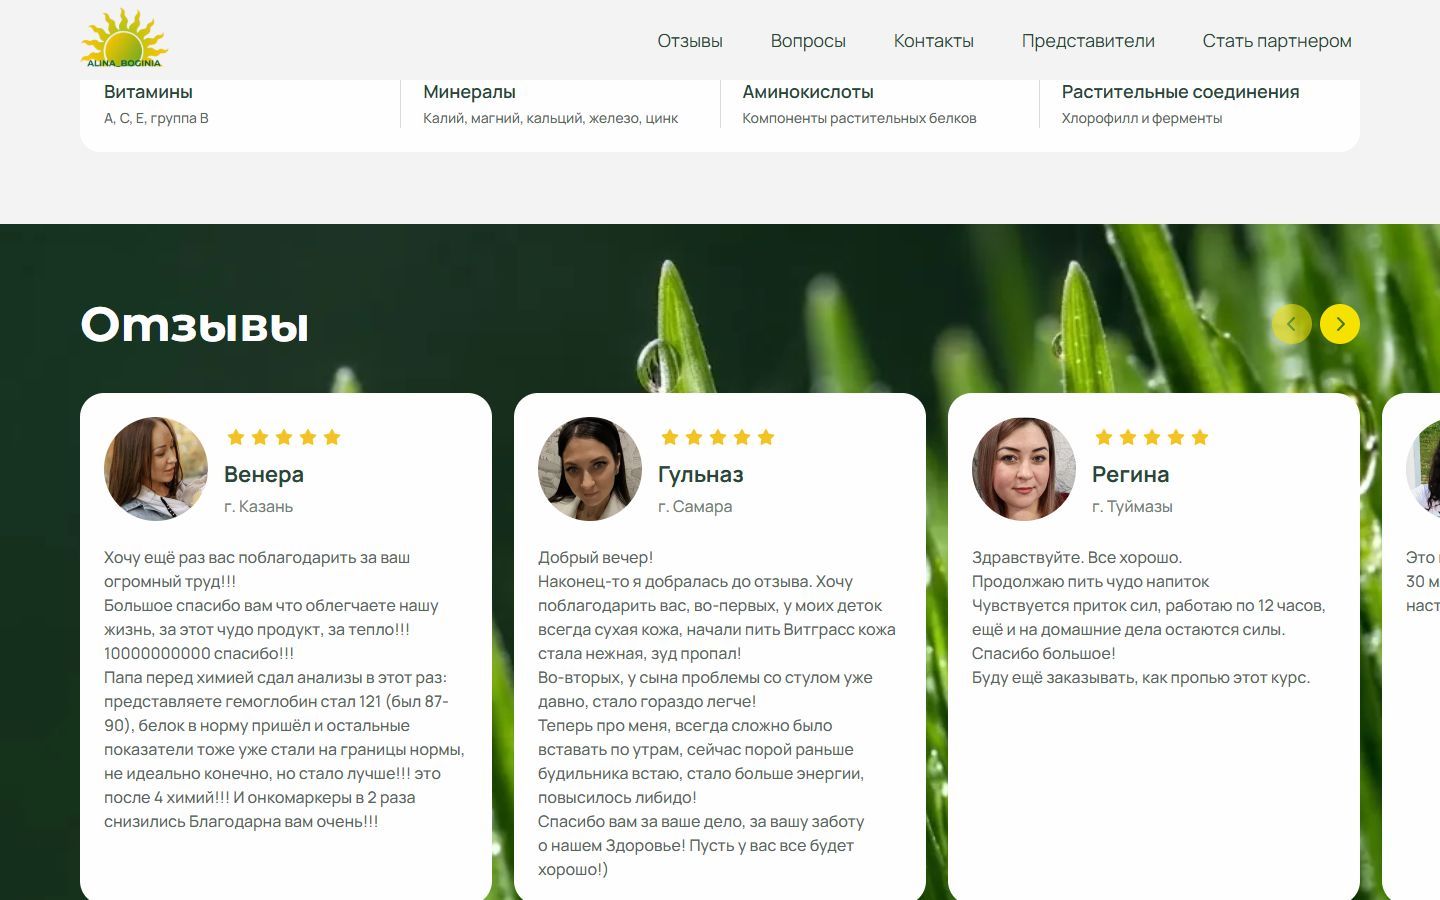 ALINA_BOGINIA
Отзывы
Вопросы
Контакты
Представители
Стать партнером
Витамины
А, С, Е, группа В
Минералы
Калий, магний, кальций, железо, цинк
Аминокислоты
Компоненты растительных белков
Растительные соединения
Хлорофилл и ферменты
Отзывы
Венера
г. Казань
Хочу ещё раз вас поблагодарить за ваш
огромный труд!!!
Большое спасибо вам что облегчаете нашу
жизнь, за этот чудо продукт, за тепло!!!
10000000000 спасибо!!!
Папа перед химией сдал анализы в этот раз:
представляете гемоглобин стал 121 (был 87-
90), белок в норму пришёл и остальные
показатели тоже уже стали на границы нормы,
не идеально конечно, но стало лучше!!! это
после 4 химий!!! И онкомаркеры в 2 раза
снизились Благодарна вам очень!!!
Гульназ
г. Самара
Добрый вечер!
Наконец-то я добралась до отзыва. Хочу
поблагодарить вас, во-первых, у моих деток
всегда сухая кожа, начали пить Витграсс кожа
стала нежная, зуд пропал!
Во-вторых, у сына проблемы со стулом уже
давно, стало гораздо легче!
Теперь про меня, всегда сложно было
вставать по утрам, сейчас порой раньше
будильника встаю, стало больше энергии,
повысилось либидо!
Спасибо вам за ваше дело, за вашу заботу
о нашем Здоровье! Пусть у вас все будет
хорошо!)
Регина
г. Туймазы
Здравствуйте. Все хорошо.
Продолжаю пить чудо напиток
Чувствуется приток сил, работаю по 12 часов,
ещё и на домашние дела остаются силы.
Спасибо большое!
Буду ещё заказывать, как пропью этот курс.
Это
30